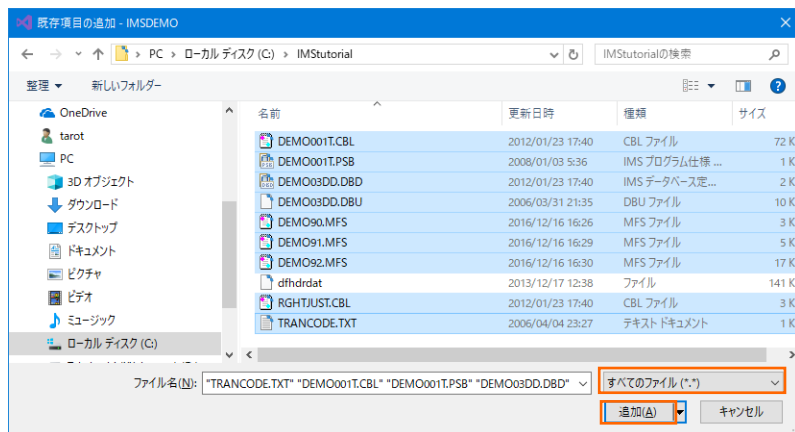 既存項目の追加 - IMSDEMO
PC › ローカル ディスク (C:) › IMStutorial
IMStutorialの検索
整理 新しいフォルダー
名前 更新日時 種類 サイズ
OneDrive
tarot
PC
3D オブジェクト
ダウンロード
デスクトップ
ドキュメント
ピクチャ
ビデオ
ミュージック
ローカル ディスク (C:)
DEMO001T.CBL 2012/01/23 17:40 CBL ファイル 72 K
DEMO001T.PSB 2008/01/03 5:36 IMS プログラム仕様 ... 1 K
DEMO03DD.DBD 2012/01/23 17:40 IMS データベース定... 2 K
DEMO03DD.DBU 2006/03/31 21:35 DBU ファイル 10 K
DEMO90.MFS 2016/12/16 16:26 MFS ファイル 3 K
DEMO91.MFS 2016/12/16 16:29 MFS ファイル 5 K
DEMO92.MFS 2016/12/16 16:30 MFS ファイル 17 K
dfhdrdat 2013/12/17 12:38 ファイル 141 K
RGHTJUST.CBL 2012/01/23 17:40 CBL ファイル 3 K
TRANCODE.TXT 2006/04/04 23:27 テキスト ドキュメント 1 K
ファイル名(N): "TRANCODE.TXT" "DEMO001T.CBL" "DEMO001T.PSB" "DEMO03DD.DBD" すべてのファイル (*.*)
追加(A) キャンセル